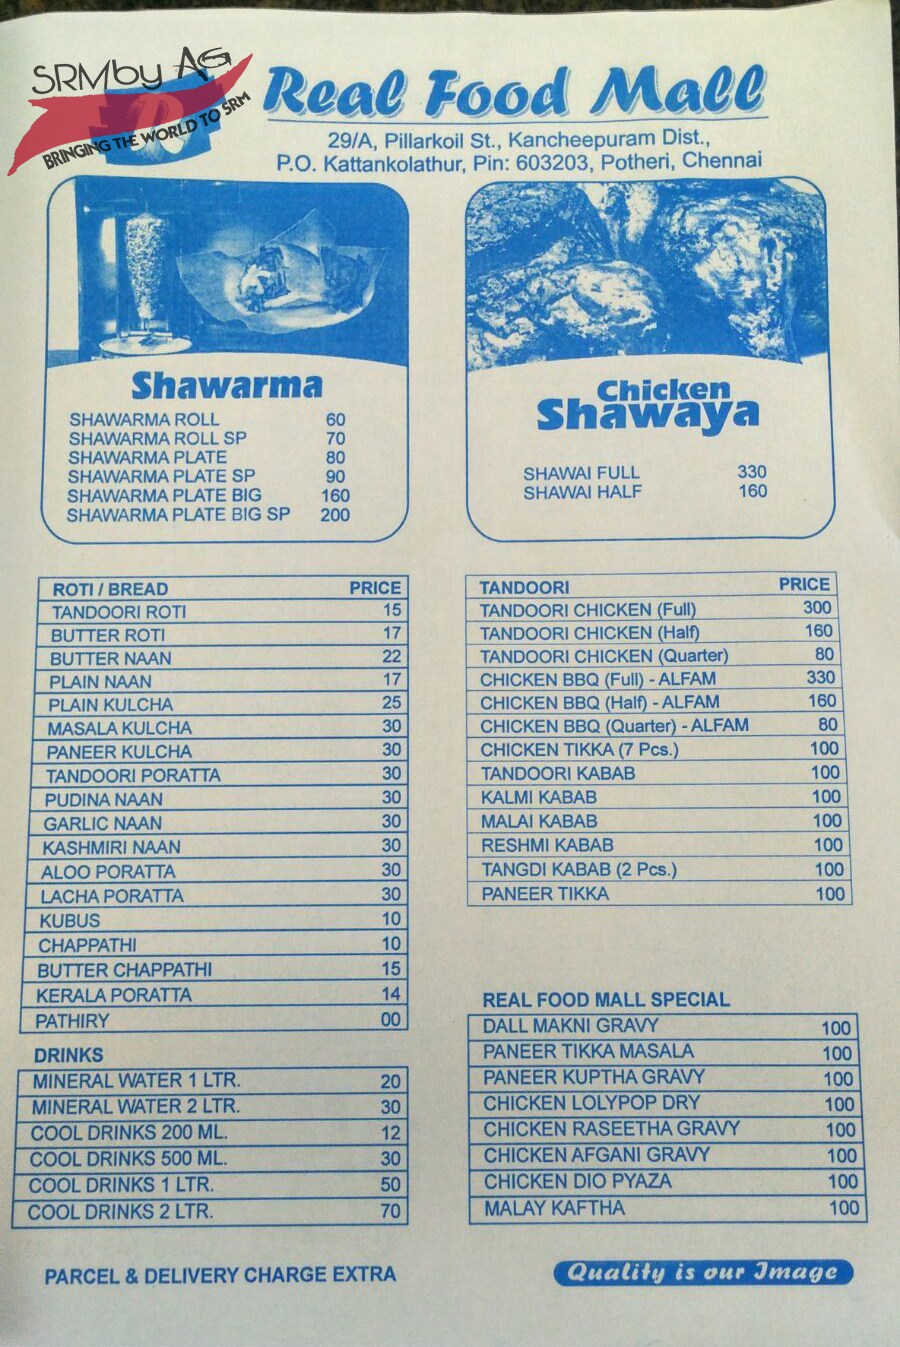 SRMby AG
BRINGING THE WORLD TO SRM
Real Food Mall
29/A, Pillarkoil St., Kancheepuram Dist.,
P.O. Kattankolathur, Pin: 603203, Potheri, Chennai
Shawarma
SHAWARMA ROLL 60
SHAWARMA ROLL SP 70
SHAWARMA PLATE 80
SHAWARMA PLATE SP 90
SHAWARMA PLATE BIG 160
SHAWARMA PLATE BIG SP 200
Chicken
Shawaya
SHAWAI FULL 330
SHAWAI HALF 160
ROTI / BREAD PRICE
TANDOORI ROTI 15
BUTTER ROTI 17
BUTTER NAAN 22
PLAIN NAAN 17
PLAIN KULCHA 25
MASALA KULCHA 30
PANEER KULCHA 30
TANDOORI PORATTA 30
PUDINA NAAN 30
GARLIC NAAN 30
KASHMIRI NAAN 30
ALOO PORATTA 30
LACHA PORATTA 30
KUBUS 10
CHAPPATHI 10
BUTTER CHAPPATHI 15
KERALA PORATTA 14
PATHIRY 00
DRINKS
MINERAL WATER 1 LTR. 20
MINERAL WATER 2 LTR. 30
COOL DRINKS 200 ML. 12
COOL DRINKS 500 ML. 30
COOL DRINKS 1 LTR. 50
COOL DRINKS 2 LTR. 70
TANDOORI PRICE
TANDOORI CHICKEN (Full) 300
TANDOORI CHICKEN (Half) 160
TANDOORI CHICKEN (Quarter) 80
CHICKEN BBQ (Full) - ALFAM 330
CHICKEN BBQ (Half) - ALFAM 160
CHICKEN BBQ (Quarter) - ALFAM 80
CHICKEN TIKKA (7 Pcs.) 100
TANDOORI KABAB 100
KALMI KABAB 100
MALAI KABAB 100
RESHMI KABAB 100
TANGDI KABAB (2 Pcs.) 100
PANEER TIKKA 100
REAL FOOD MALL SPECIAL
DALL MAKNI GRAVY 100
PANEER TIKKA MASALA 100
PANEER KUPTHA GRAVY 100
CHICKEN LOLYPOP DRY 100
CHICKEN RASEETHA GRAVY 100
CHICKEN AFGANI GRAVY 100
CHICKEN DIO PYAZA 100
MALAY KAFTHA 100
PARCEL & DELIVERY CHARGE EXTRA
Quality is our Image